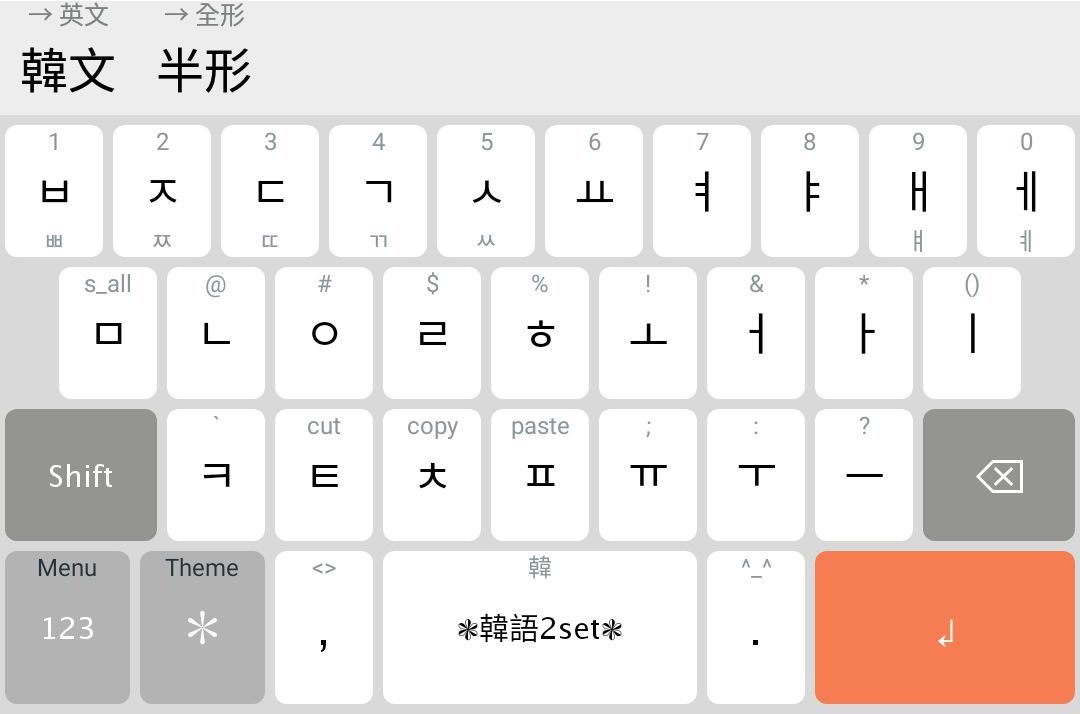 → 英文 → 全形
韓文 半形
1 2 3 4 5 6 7 8 9 0
ㅂ ㅈ ㄷ ㄱ ㅅ ㅛ ㅕ ㅑ ㅐ ㅔ
ㅃ ㅉ ㄸ ㄲ ㅆ ㅒ ㅖ
s_all @ # $ % ! & * ()
ㅁ ㄴ ㅇ ㄹ ㅎ ㅗ ㅓ ㅏ ㅣ
` cut copy paste ; : ?
Shift ㅋ ㅌ ㅊ ㅍ ㅠ ㅜ ㅡ
Menu Theme <> 韓 ^_^
123 ✻ , ❃韓語2set❃ . ↲